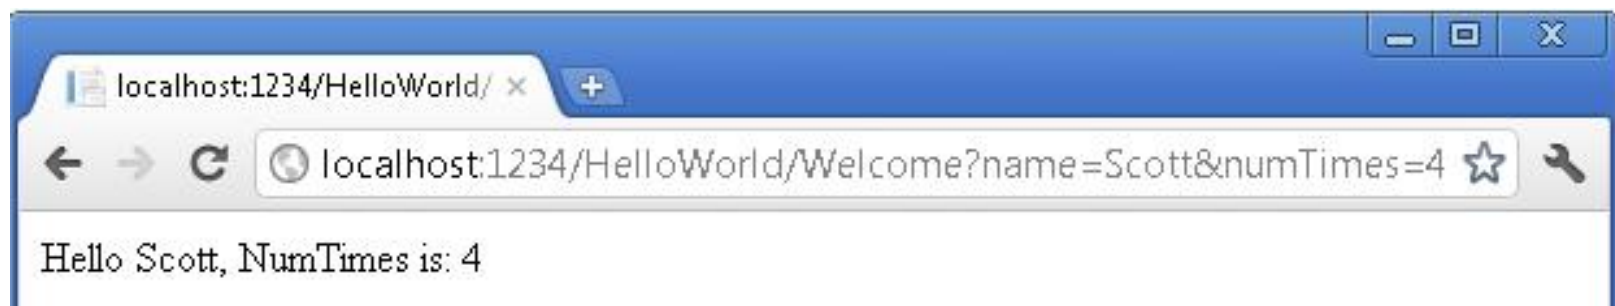 localhost:1234/HelloWorld/
localhost:1234/HelloWorld/Welcome?name=Scott&numTimes=4
Hello Scott, NumTimes is: 4